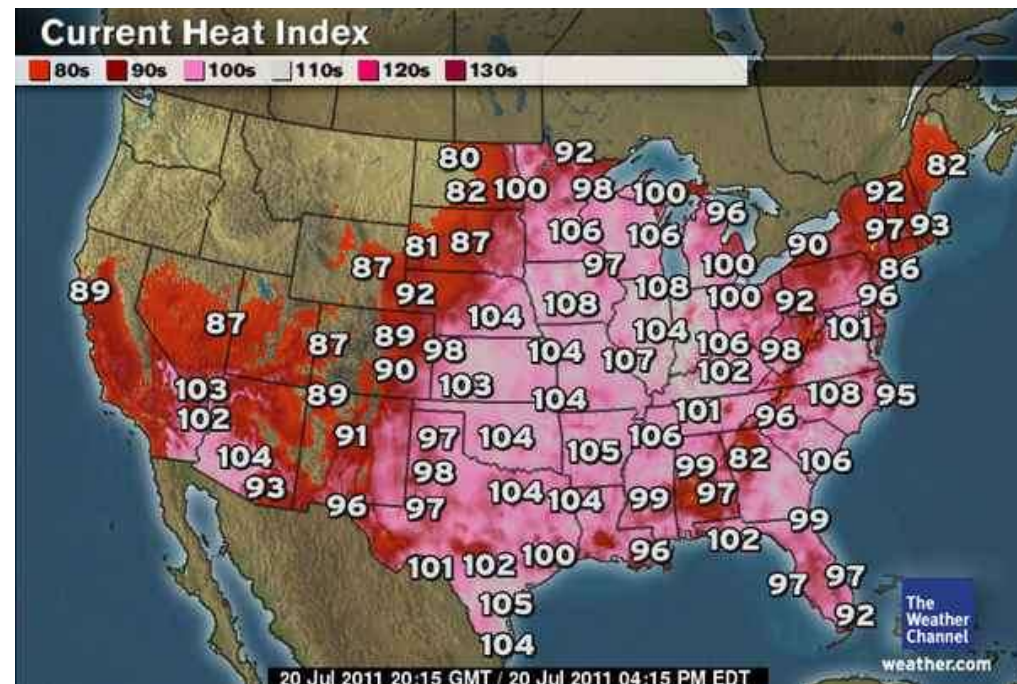 Current Heat Index
80s 90s 100s 110s 120s 130s
80 92 82
82 100 98 100 92
96
106 106 97 93
81 87 90
87 97 100 86
89 92 108 100 92 96
108
104
87 104 101
87 89 98 104 107 106 98
90 102
103 89 103 104 108 95
102 101 96
91 97 104 105 106
104 98 99 82 106
93 104 104 99 97
96 97 99
101 102 100 96 102
97 97
105 92
104
The
Weather
Channel
weather.com
20 Jul 2011 20:15 GMT / 20 Jul 2011 04:15 PM EDT